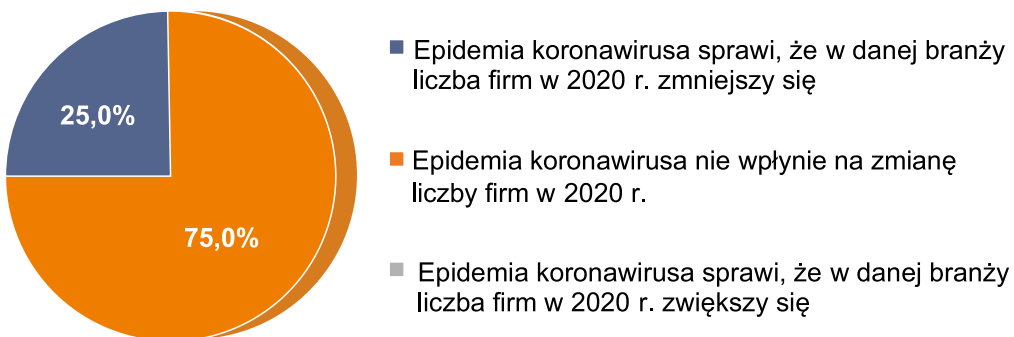 25,0%
75,0%
Epidemia koronawirusa sprawi, że w danej branży
liczba firm w 2020 r. zmniejszy się
Epidemia koronawirusa nie wpłynie na zmianę
liczby firm w 2020 r.
Epidemia koronawirusa sprawi, że w danej branży
liczba firm w 2020 r. zwiększy się